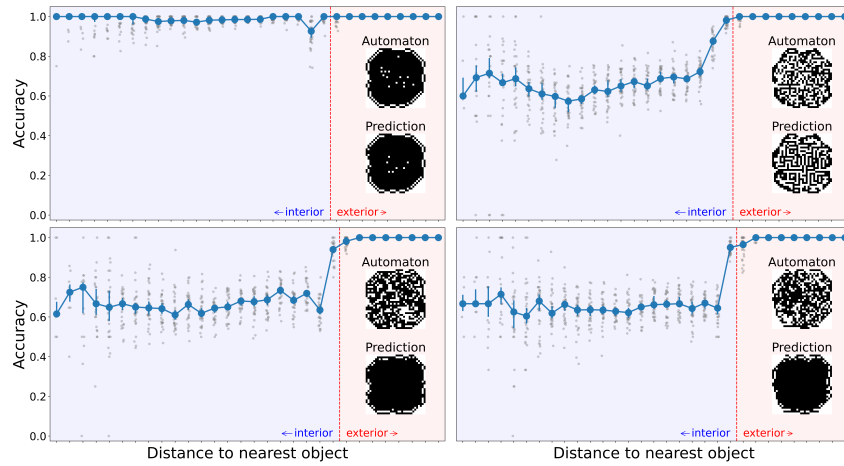 1.0
0.8
0.6
0.4
0.2
0.0
Accuracy
Automaton
Prediction
←interior
exterior→
Automaton
Prediction
←interior
exterior→
1.0
0.8
0.6
0.4
0.2
0.0
Accuracy
Automaton
Prediction
←interior
exterior→
Distance to nearest object
Automaton
Prediction
←interior
exterior→
Distance to nearest object